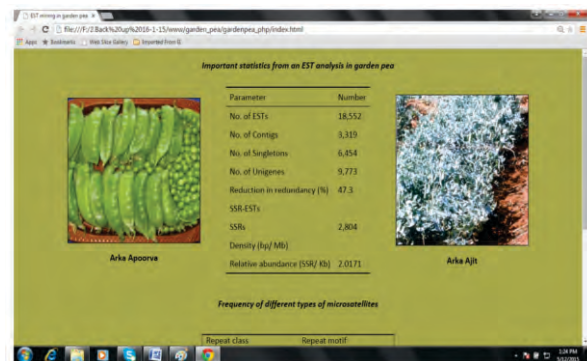 EST mining in garden pea
file:///F:/2.Back%20up%2016-1-15/www/garden_pea/gardenpea_php/index.html
Apps Bookmarks Web Slice Gallery Imported From IE
Important statistics from an EST analysis in garden pea
Parameter Number
No. of ESTs 18,552
No. of Contigs 3,319
No. of Singletons 6,454
No. of Unigenes 9,773
Reduction in redundancy (%) 47.3
SSR-ESTs
SSRs 2,804
Density (bp/ Mb)
Relative abundance (SSR/ Kb) 2.0171
Arka Apoorva
Arka Ajit
Frequency of different types of microsatellites
Repeat class Repeat motif